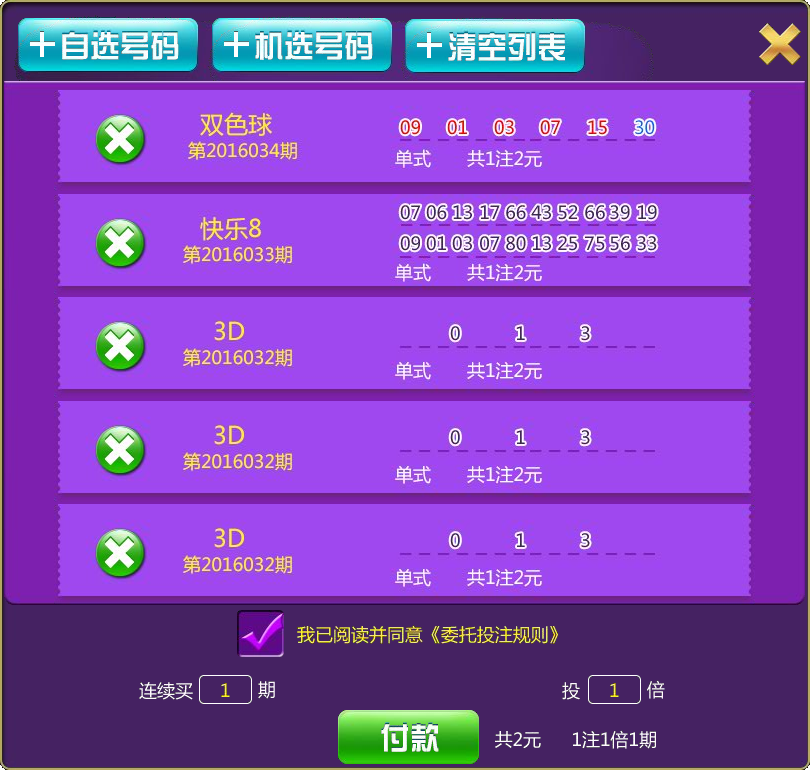 +自选号码 +机选号码 +清空列表
双色球
09 01 03 07 15 30
第2016034期
单式 共1注2元
快乐8
07 06 13 17 66 43 52 66 39 19
09 01 03 07 80 13 25 75 56 33
第2016033期
单式 共1注2元
3D
0 1 3
第2016032期
单式 共1注2元
3D
0 1 3
第2016032期
单式 共1注2元
3D
0 1 3
第2016032期
单式 共1注2元
我已阅读并同意《委托投注规则》
连续买 1 期 投 1 倍
付款 共2元 1注1倍1期